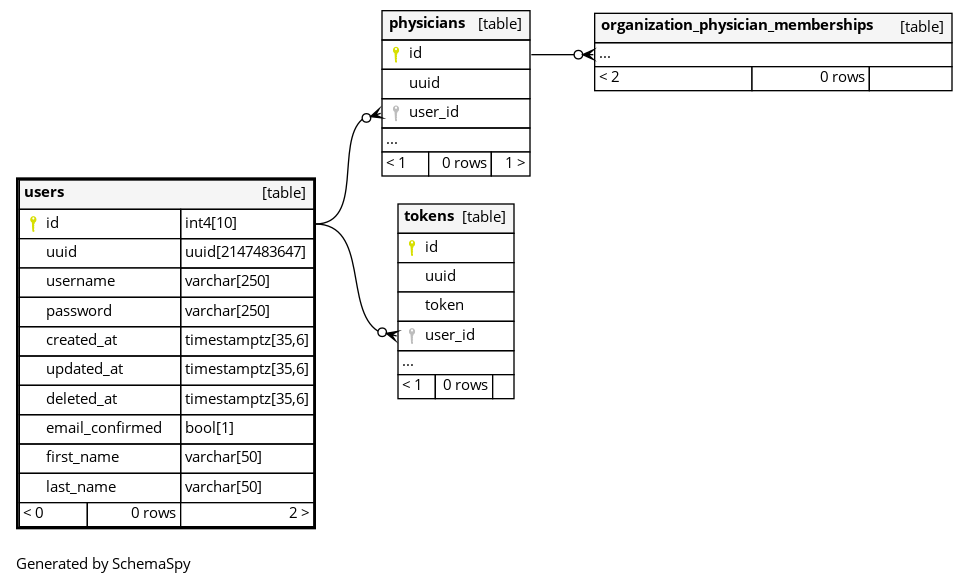 physicians [table]
id
uuid
user_id
...
< 1 0 rows 1 >
organization_physician_memberships [table]
...
< 2 0 rows
users [table]
id int4[10]
uuid uuid[2147483647]
username varchar[250]
password varchar[250]
created_at timestamptz[35,6]
updated_at timestamptz[35,6]
deleted_at timestamptz[35,6]
email_confirmed bool[1]
first_name varchar[50]
last_name varchar[50]
< 0 0 rows 2 >
tokens [table]
id
uuid
token
user_id
...
< 1 0 rows
Generated by SchemaSpy